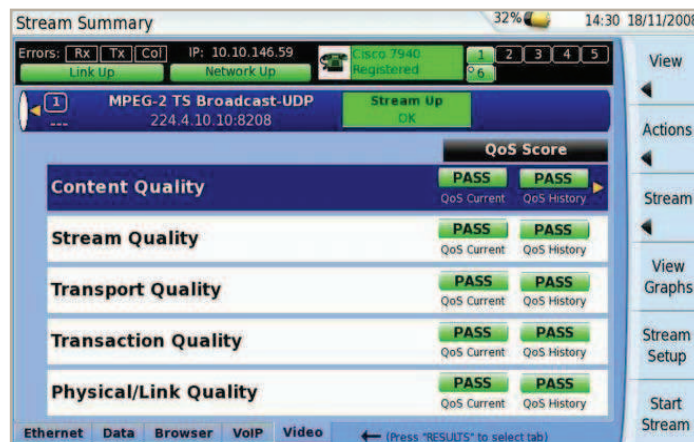 Stream Summary
32%
14:30 18/11/2008
Errors: Rx Tx Col
IP: 10.10.146.59
Link Up
Network Up
Cisco 7940
Registered
1 2 3 4 5
6
1
---
MPEG-2 TS Broadcast-UDP
224.4.10.10:8208
Stream Up
OK
QoS Score
Content Quality
PASS PASS
QoS Current QoS History
Stream Quality
PASS PASS
QoS Current QoS History
Transport Quality
PASS PASS
QoS Current QoS History
Transaction Quality
PASS PASS
QoS Current QoS History
Physical/Link Quality
PASS PASS
QoS Current QoS History
Ethernet Data Browser VoIP Video
(Press "RESULTS" to select tab)
View
Actions
Stream
View
Graphs
Stream
Setup
Start
Stream